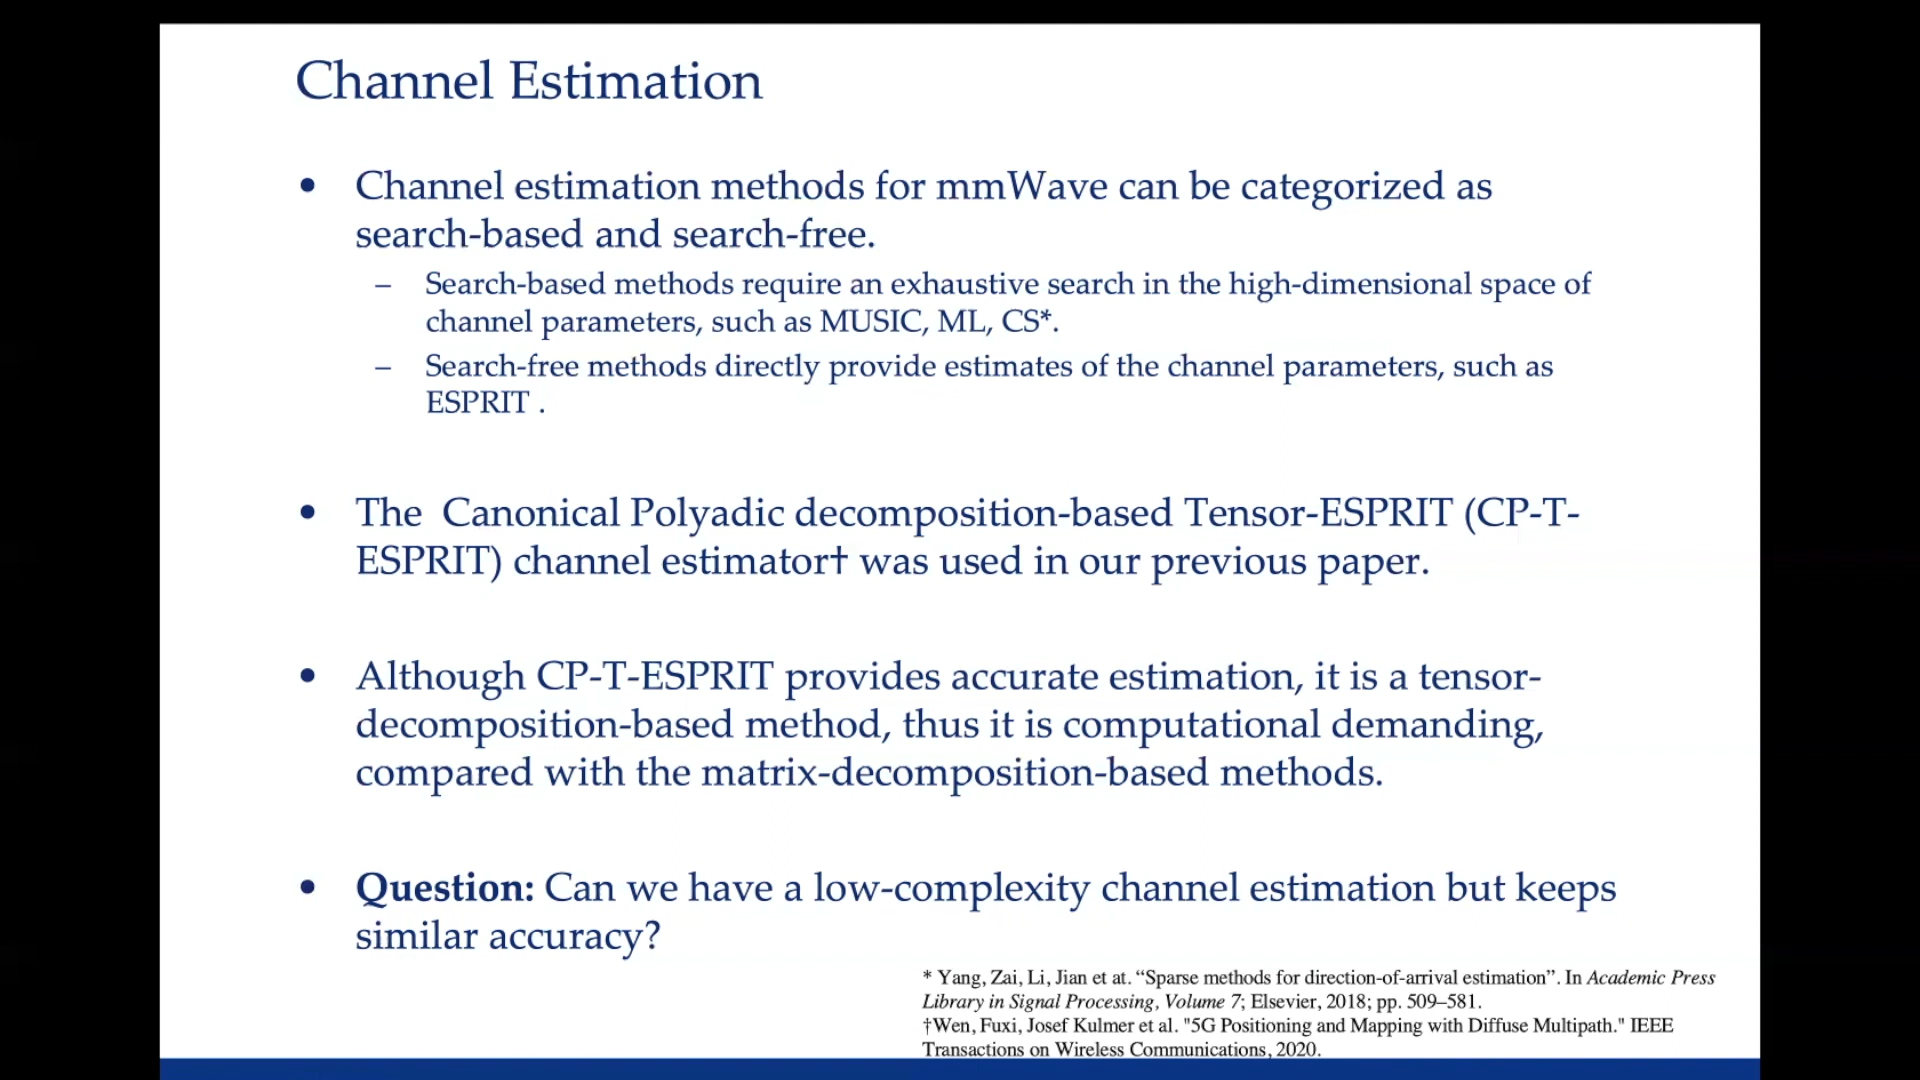 Channel Estimation
• Channel estimation methods for mmWave can be categorized as
search-based and search-free.
– Search-based methods require an exhaustive search in the high-dimensional space of
channel parameters, such as MUSIC, ML, CS*.
– Search-free methods directly provide estimates of the channel parameters, such as
ESPRIT .
• The Canonical Polyadic decomposition-based Tensor-ESPRIT (CP-T-
ESPRIT) channel estimator† was used in our previous paper.
• Although CP-T-ESPRIT provides accurate estimation, it is a tensor-
decomposition-based method, thus it is computational demanding,
compared with the matrix-decomposition-based methods.
• Question: Can we have a low-complexity channel estimation but keeps
similar accuracy?
* Yang, Zai, Li, Jian et at. “Sparse methods for direction-of-arrival estimation”. In Academic Press
Library in Signal Processing, Volume 7; Elsevier, 2018; pp. 509–581.
†Wen, Fuxi, Josef Kulmer et al. "5G Positioning and Mapping with Diffuse Multipath." IEEE
Transactions on Wireless Communications, 2020.